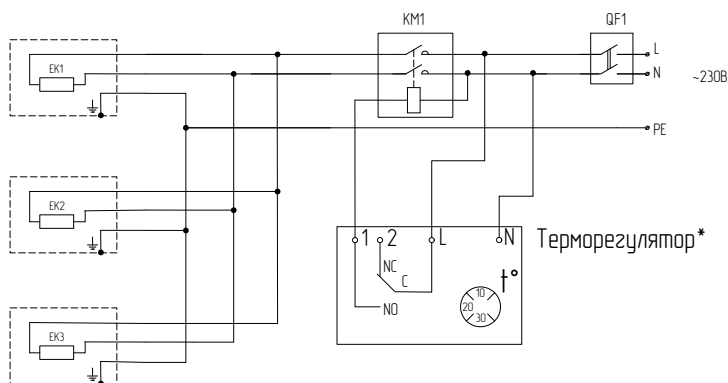 KM1
QF1
L
N
~230В
PE
EK1
EK2
EK3
1 2 L N
Терморегулятор*
NC
C
NO
t°
10
20
30